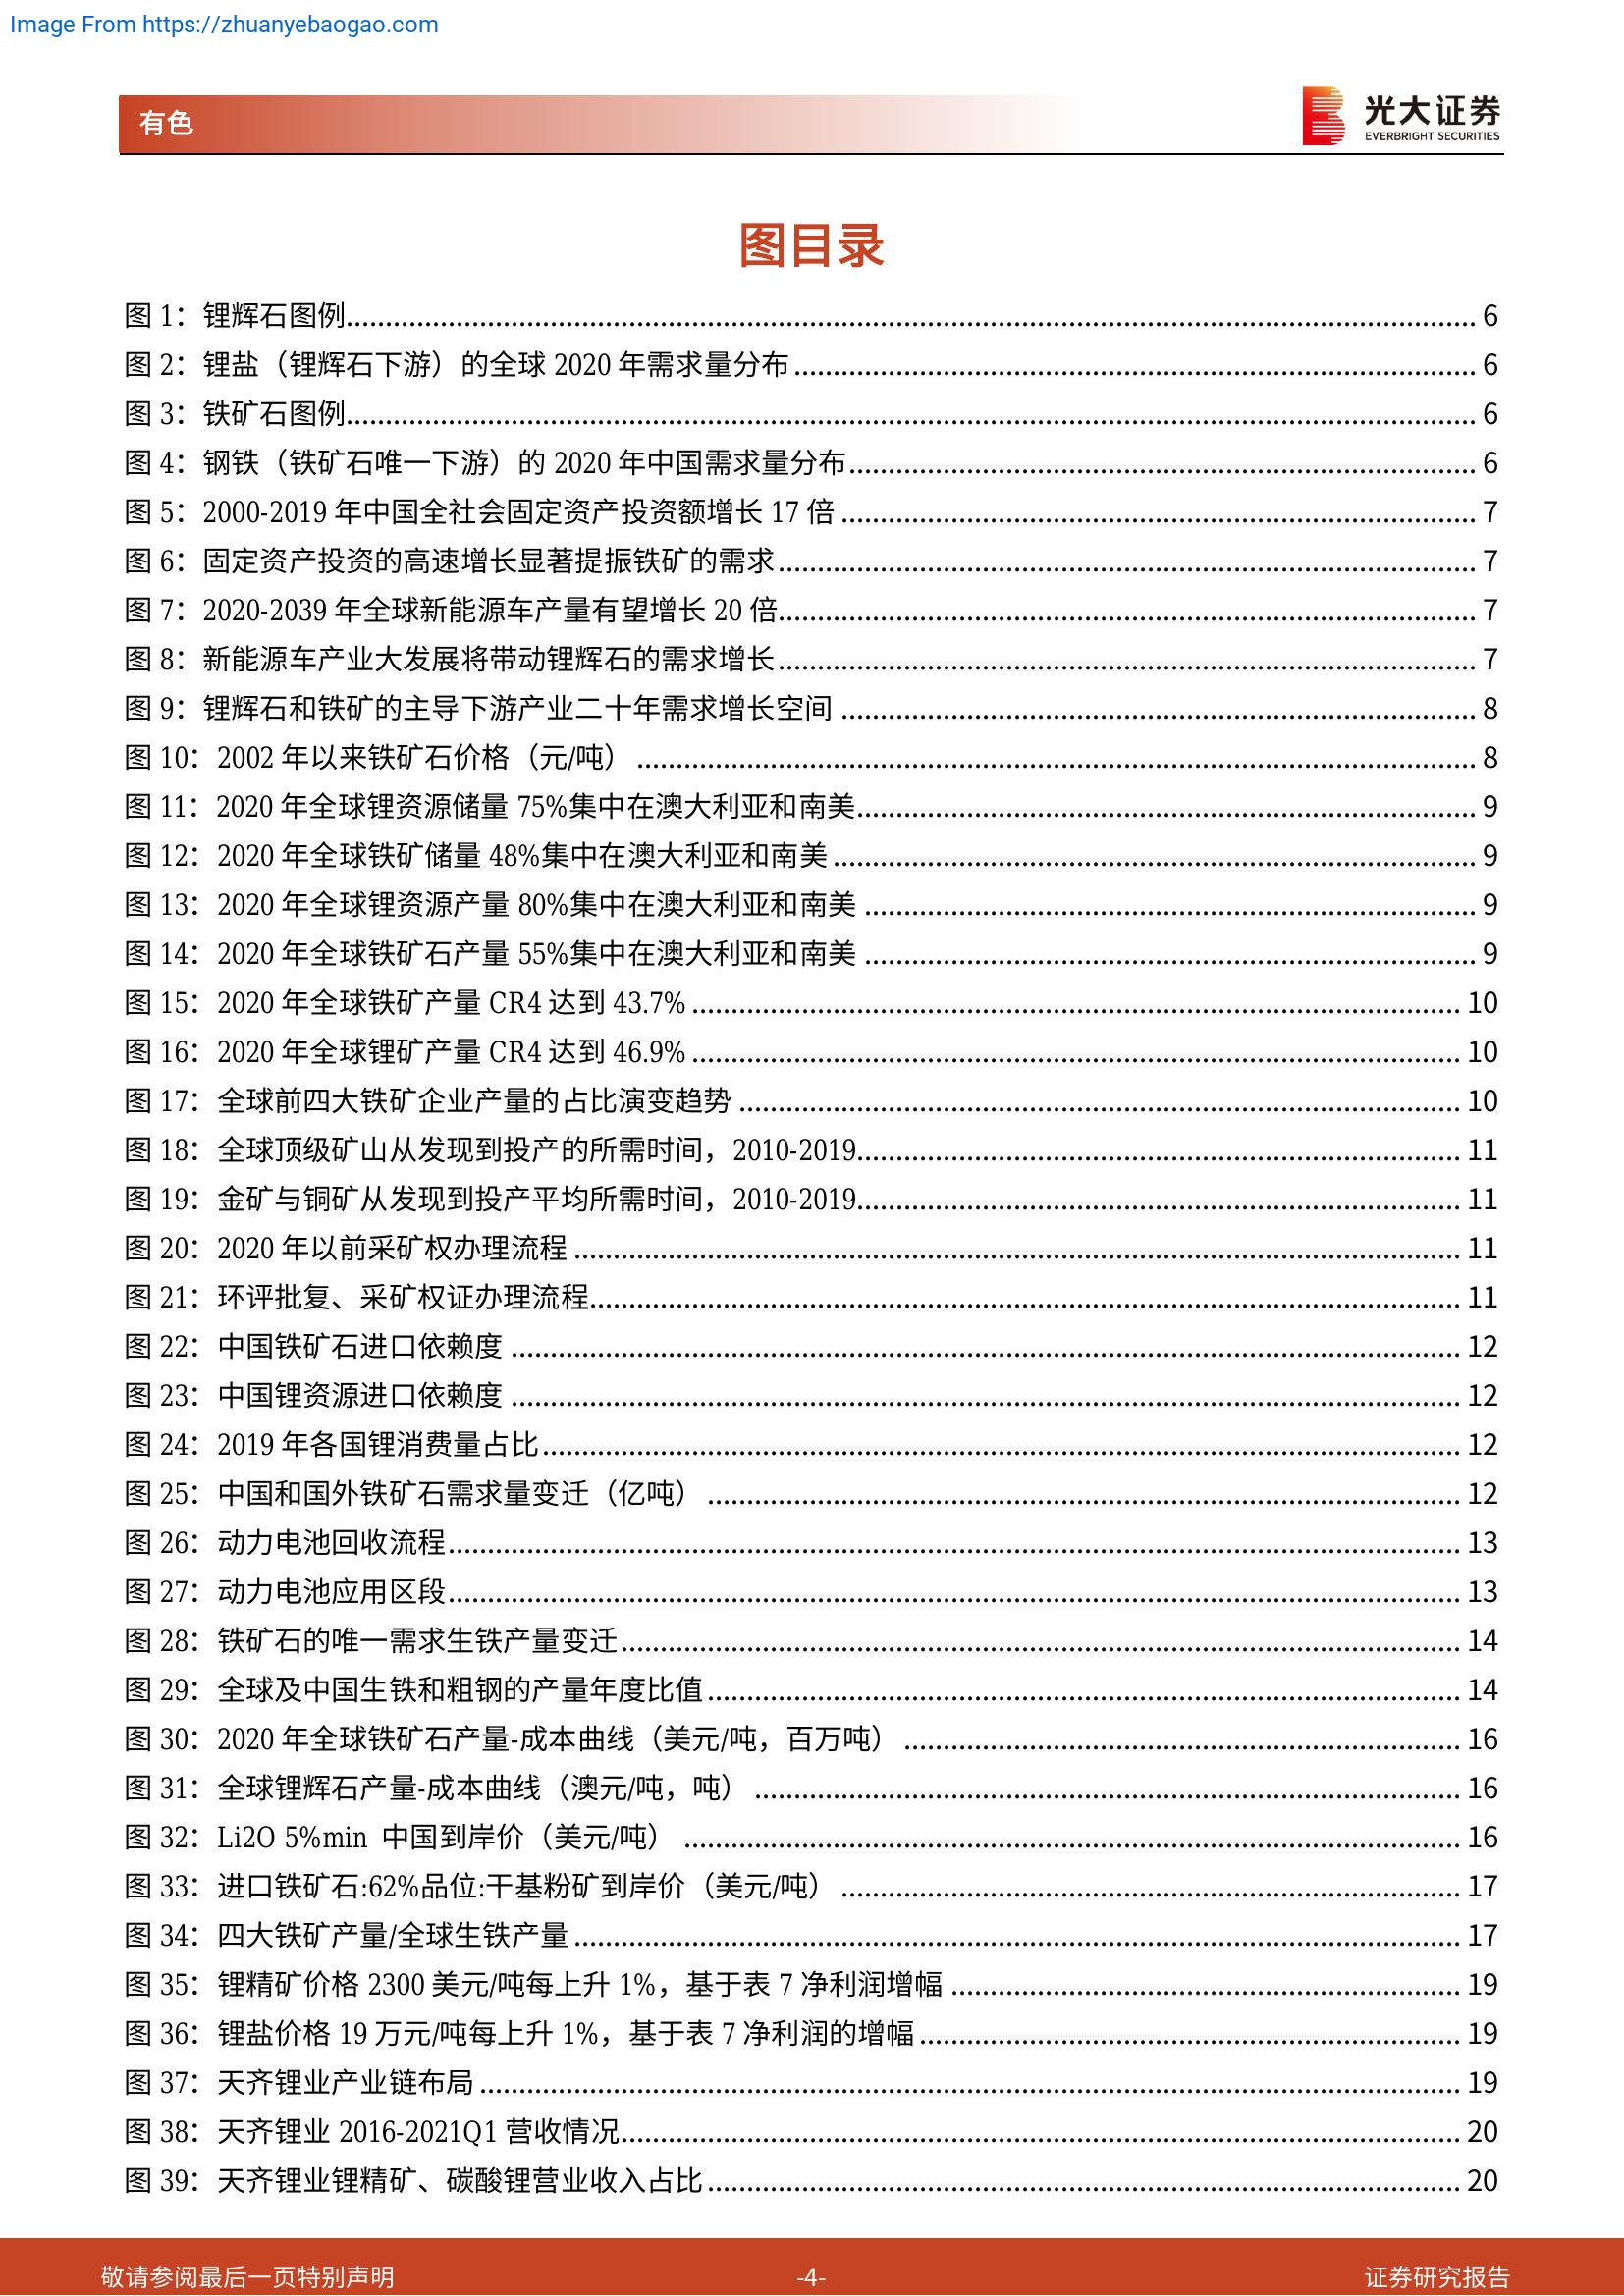 Image From https://zhuanyebaogao.com
有色
光大证券
EVERBRIGHT SECURITIES
图目录
图 1：锂辉石图例 6
图 2：锂盐（锂辉石下游）的全球 2020 年需求量分布 6
图 3：铁矿石图例 6
图 4：钢铁（铁矿石唯一下游）的 2020 年中国需求量分布 6
图 5：2000-2019 年中国全社会固定资产投资额增长 17 倍 7
图 6：固定资产投资的高速增长显著提振铁矿的需求 7
图 7：2020-2039 年全球新能源车产量有望增长 20 倍 7
图 8：新能源车产业大发展将带动锂辉石的需求增长 7
图 9：锂辉石和铁矿的主导下游产业二十年需求增长空间 8
图 10：2002 年以来铁矿石价格（元/吨） 8
图 11：2020 年全球锂资源储量 75%集中在澳大利亚和南美 9
图 12：2020 年全球铁矿储量 48%集中在澳大利亚和南美 9
图 13：2020 年全球锂资源产量 80%集中在澳大利亚和南美 9
图 14：2020 年全球铁矿石产量 55%集中在澳大利亚和南美 9
图 15：2020 年全球铁矿产量 CR4 达到 43.7% 10
图 16：2020 年全球锂矿产量 CR4 达到 46.9% 10
图 17：全球前四大铁矿企业产量的占比演变趋势 10
图 18：全球顶级矿山从发现到投产的所需时间，2010-2019 11
图 19：金矿与铜矿从发现到投产平均所需时间，2010-2019 11
图 20：2020 年以前采矿权办理流程 11
图 21：环评批复、采矿权证办理流程 11
图 22：中国铁矿石进口依赖度 12
图 23：中国锂资源进口依赖度 12
图 24：2019 年各国锂消费量占比 12
图 25：中国和国外铁矿石需求量变迁（亿吨） 12
图 26：动力电池回收流程 13
图 27：动力电池应用区段 13
图 28：铁矿石的唯一需求生铁产量变迁 14
图 29：全球及中国生铁和粗钢的产量年度比值 14
图 30：2020 年全球铁矿石产量-成本曲线（美元/吨，百万吨） 16
图 31：全球锂辉石产量-成本曲线（澳元/吨，吨） 16
图 32：Li2O 5%min 中国到岸价（美元/吨） 16
图 33：进口铁矿石:62%品位:干基粉矿到岸价（美元/吨） 17
图 34：四大铁矿产量/全球生铁产量 17
图 35：锂精矿价格 2300 美元/吨每上升 1%，基于表 7 净利润增幅 19
图 36：锂盐价格 19 万元/吨每上升 1%，基于表 7 净利润的增幅 19
图 37：天齐锂业产业链布局 19
图 38：天齐锂业 2016-2021Q1 营收情况 20
图 39：天齐锂业锂精矿、碳酸锂营业收入占比 20
敬请参阅最后一页特别声明 -4- 证券研究报告